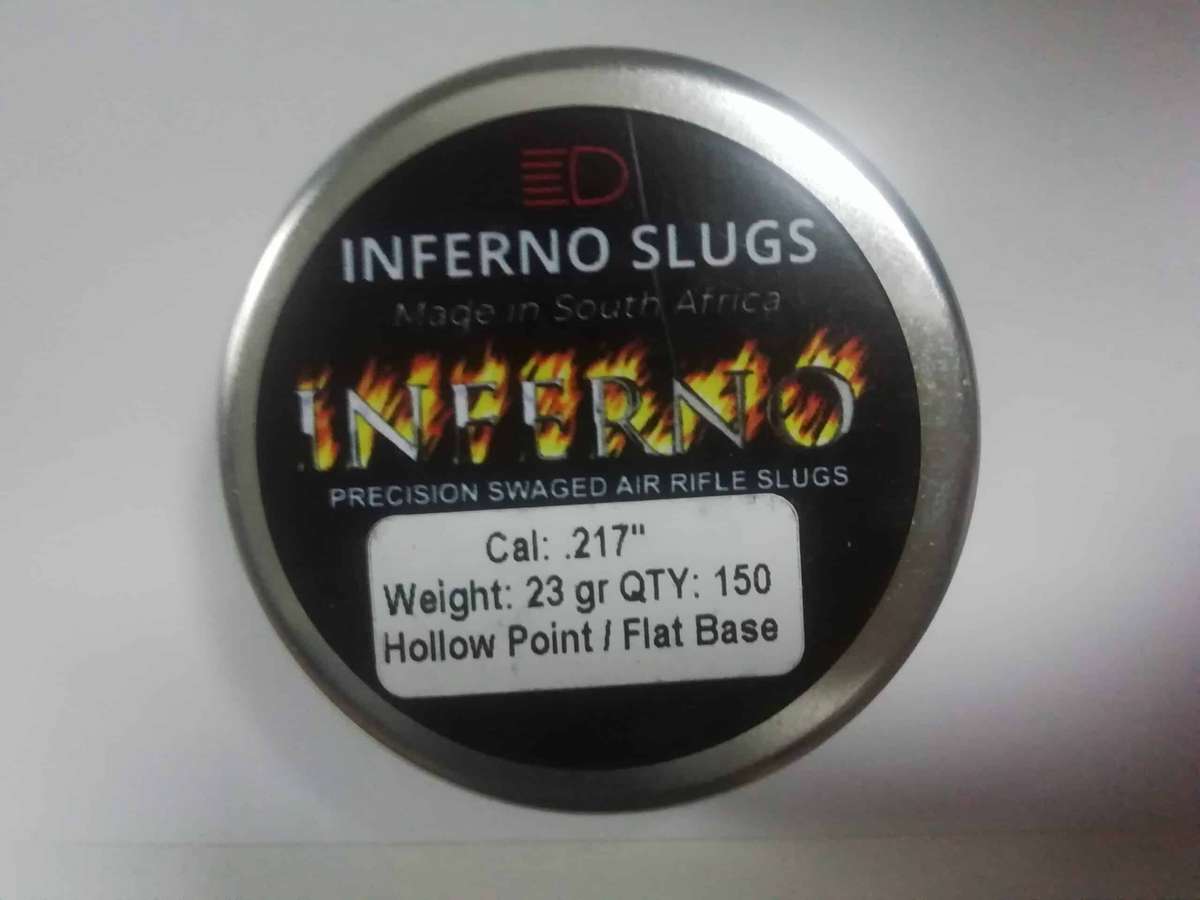 INFERNO SLUGS
Made in South Africa
INFERNO
PRECISION SWAGED AIR RIFLE SLUGS
Cal: .217"
Weight: 23 gr QTY: 150
Hollow Point / Flat Base